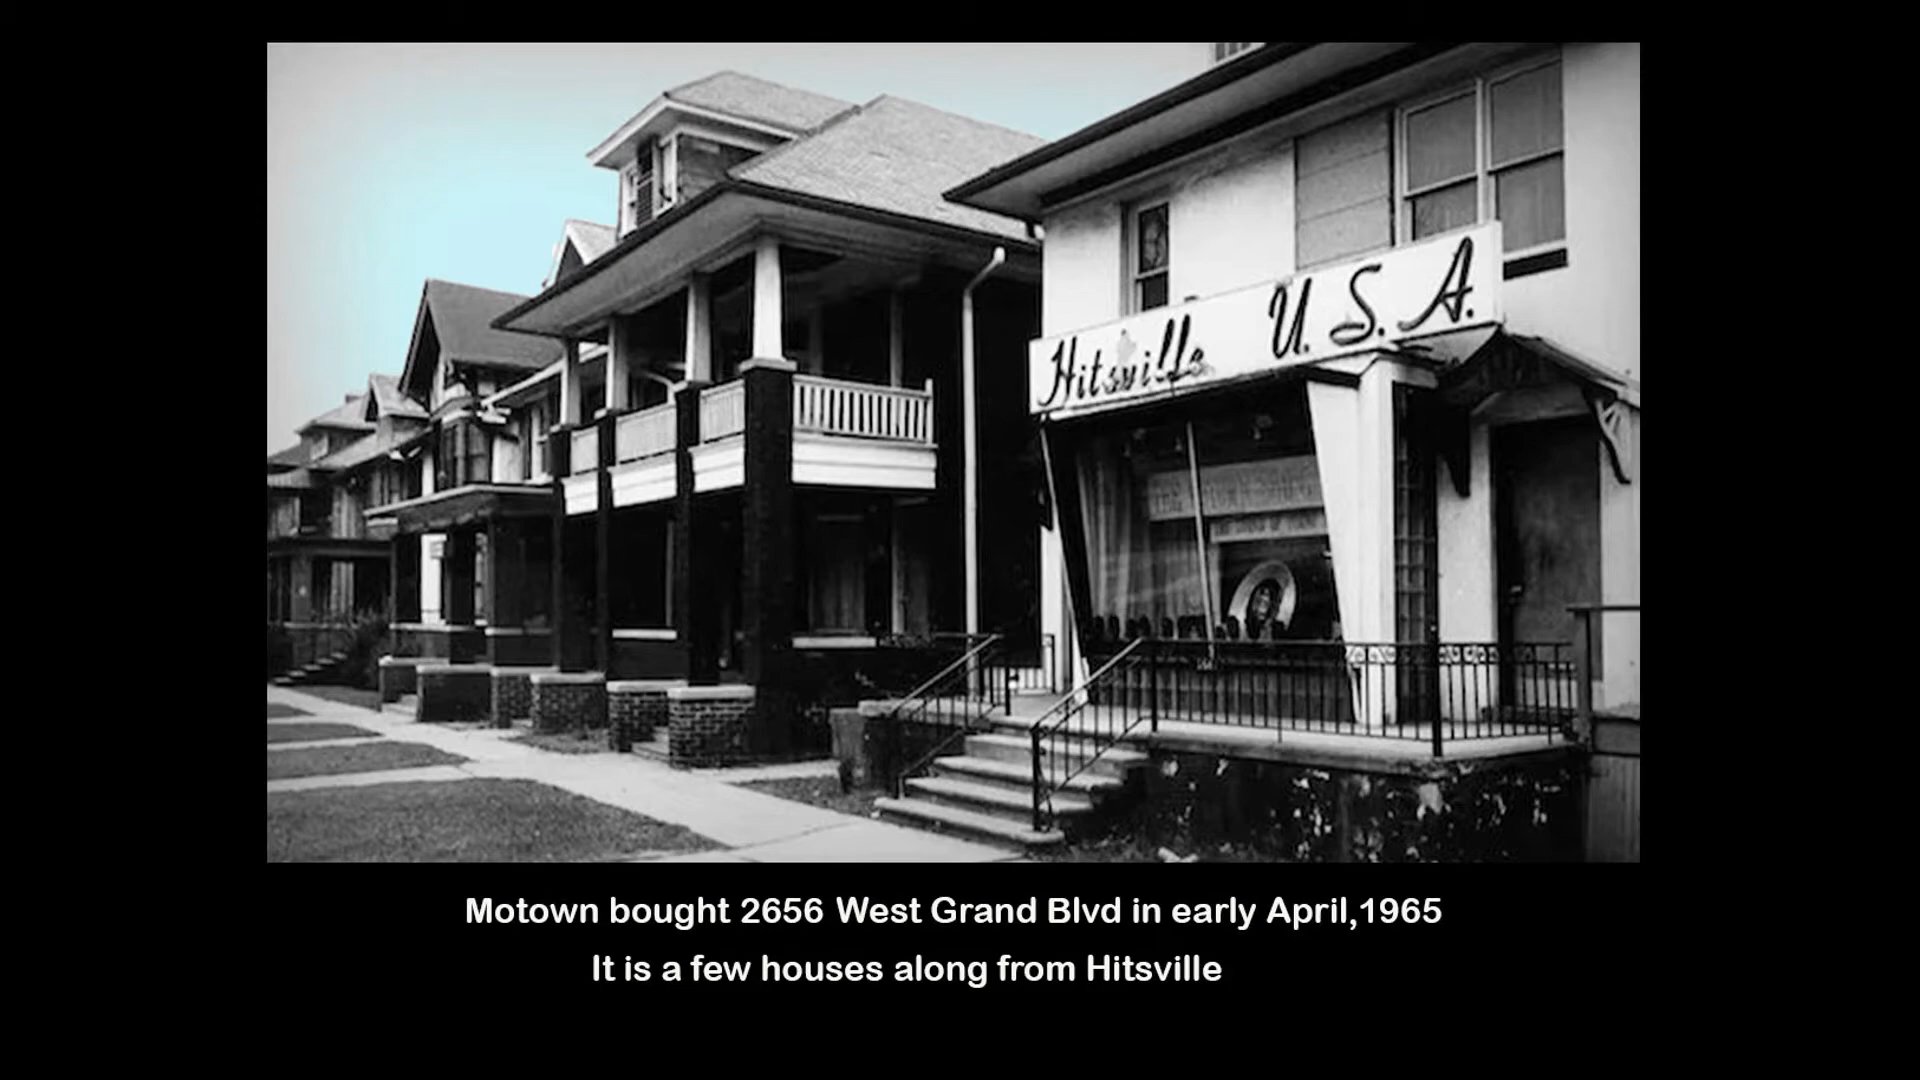 Hitsville U.S.A.
Motown bought 2656 West Grand Blvd in early April,1965
It is a few houses along from Hitsville